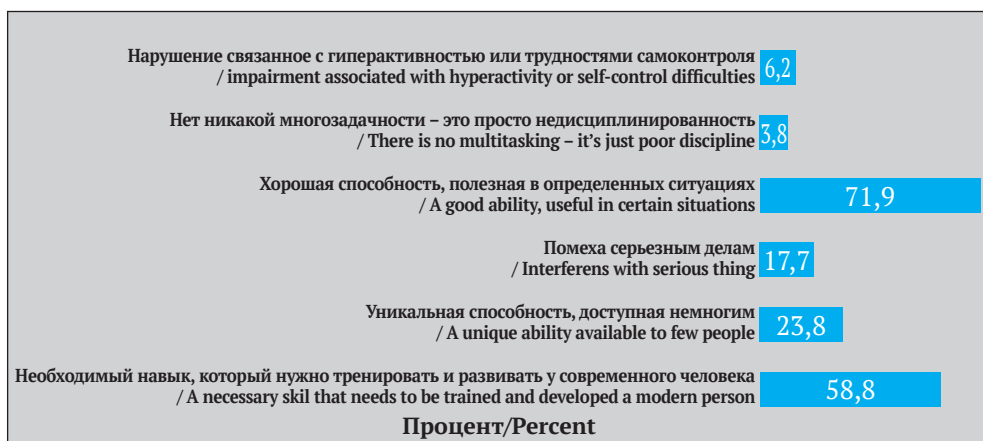 Нарушение связанное с гиперактивностью или трудностями самоконтроля
/ impairment associated with hyperactivity or self-control difficulties
6,2
Нет никакой многозадачности – это просто недисциплинированность
/ There is no multitasking – it's just poor discipline
3,8
Хорошая способность, полезная в определенных ситуациях
/ A good ability, useful in certain situations
71,9
Помеха серьезным делам
/ Interferens with serious thing
17,7
Уникальная способность, доступная немногим
/ A unique ability available to few people
23,8
Необходимый навык, который нужно тренировать и развивать у современного человека
/ A necessary skil that needs to be trained and developed a modern person
58,8
Процент/Percent